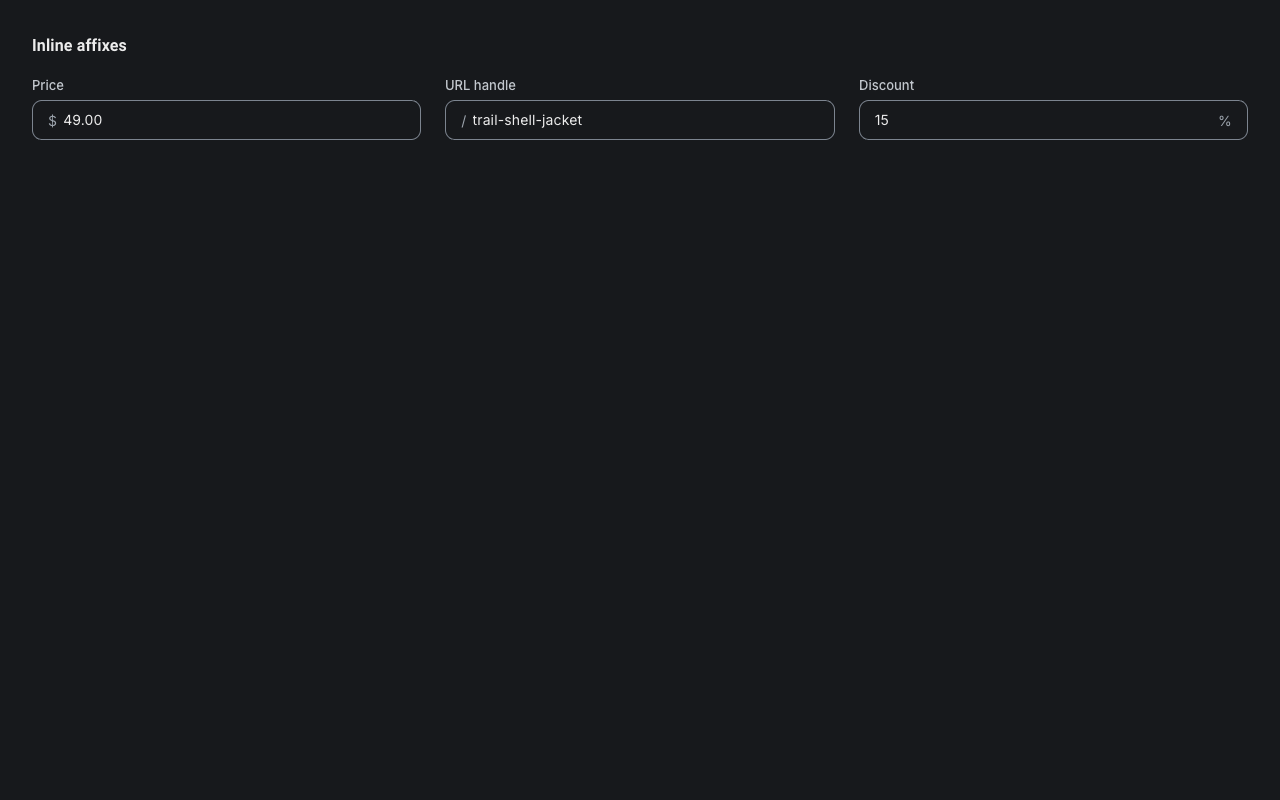 Inline affixes
Price
$ 49.00
URL handle
/ trail-shell-jacket
Discount
15 %